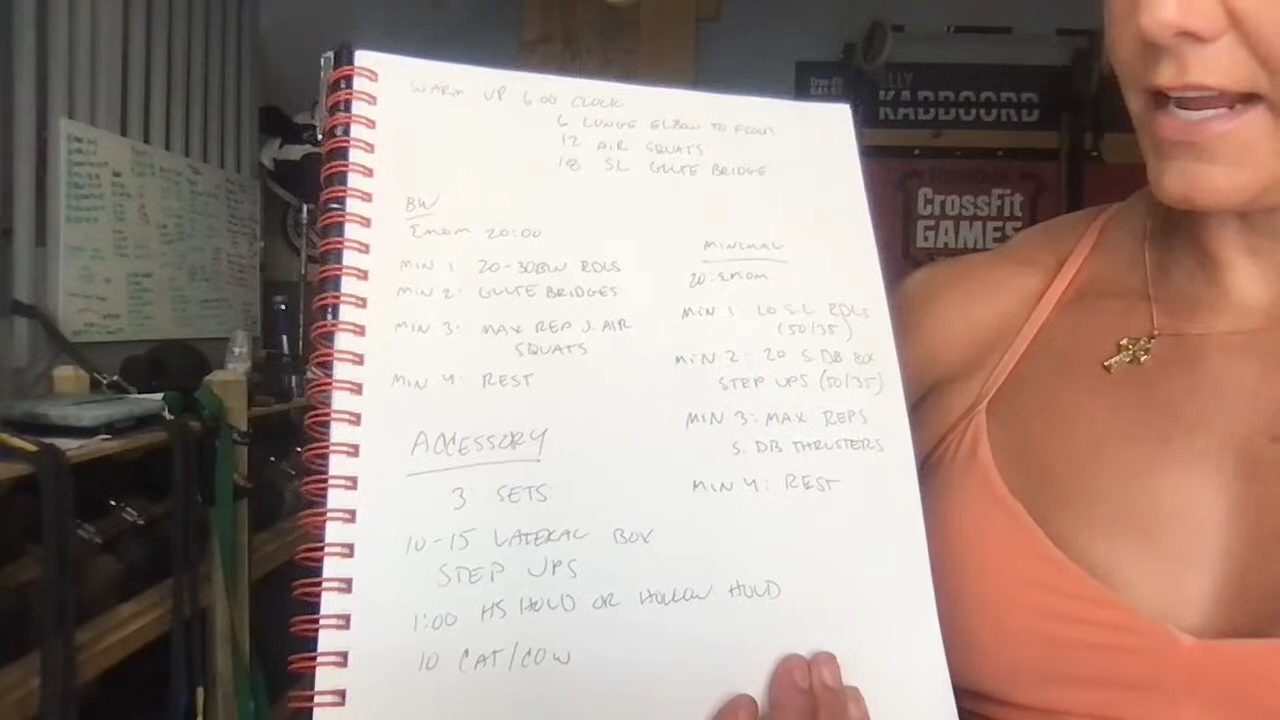 WARM UP 6:00 CLOCK
6 LUNGE ELBOW TO FLOOR
12 AIR SQUATS
18 SL GLUTE BRIDGE
BW
EMOM 20:00
MIN 1 20-30BW RDLS
MIN 2: GLUTE BRIDGES
MIN 3: MAX REP J. AIR
SQUATS
MIN 4: REST
MINIMAL
20: EMOM
MIN 1 10 S.L RDLS
(50/35)
MIN 2: 20 S. DB BOX
STEP UPS (50/35)
MIN 3: MAX REPS
S. DB THRUSTERS
MIN 4: REST
ACCESSORY
3 SETS
10-15 LATERAL BOX
STEP UPS
1:00 HS HOLD OR HOLLOW HOLD
10 CAT/COW
CrossFit
GAMES
LLY
KABBOORD
CrossFit
GAMES